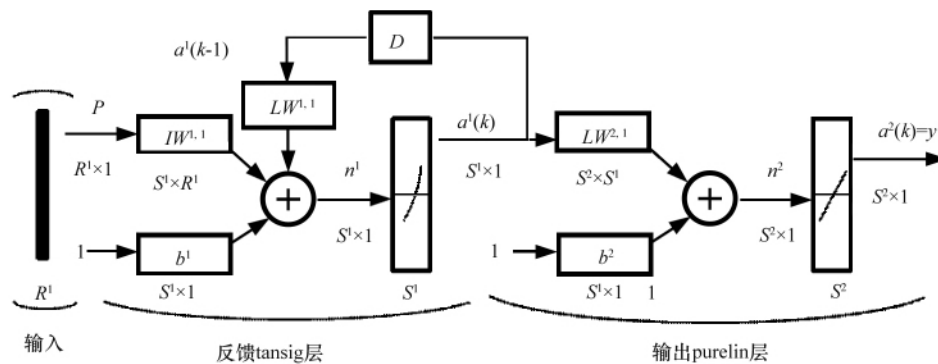 D
a¹(k-1)
LW¹,¹
P
IW¹,¹
a¹(k)
LW²,¹
a²(k)=y
R¹×1
S¹×R¹
n¹
S¹×1
S²×S¹
n²
S²×1
S¹×1
S²×1
1
b¹
1
b²
R¹
S¹×1
S¹
S¹×1
1
S²
输入
反馈tansig层
输出purelin层